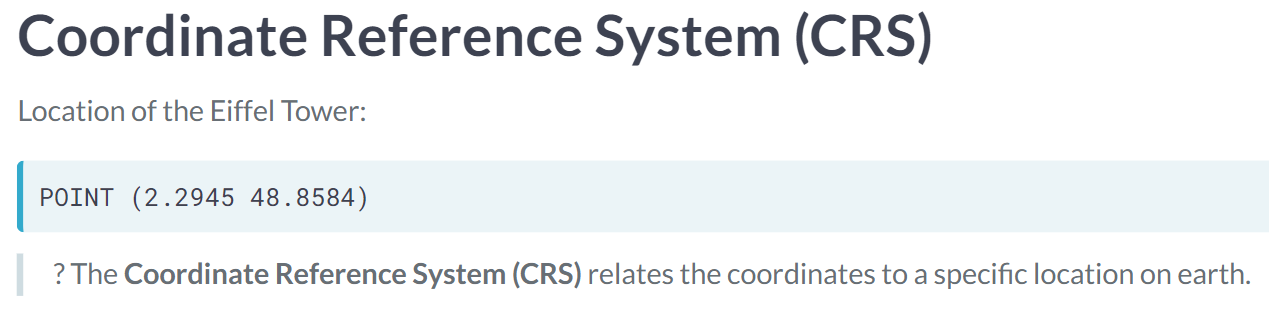 Coordinate Reference System (CRS)
Location of the Eiffel Tower:
POINT (2.2945 48.8584)
? The Coordinate Reference System (CRS) relates the coordinates to a specific location on earth.